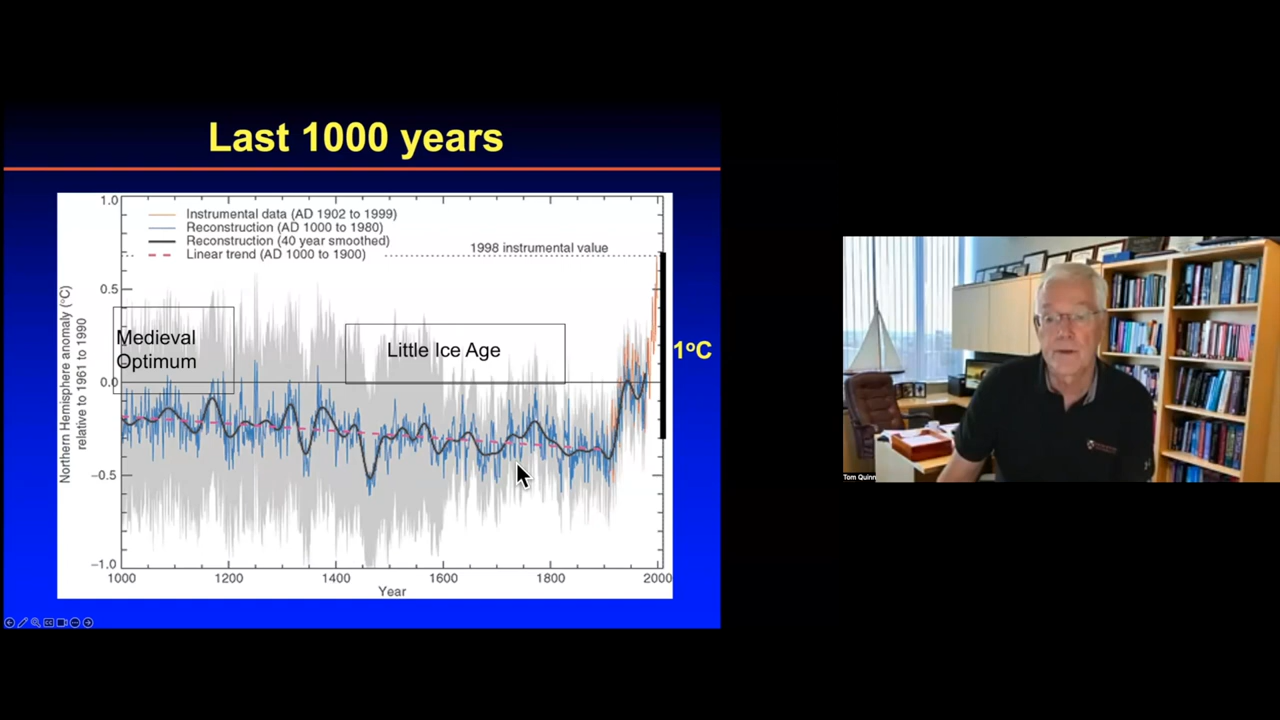 Last 1000 years
1.0
0.5
0.0
−0.5
−1.0
Northern Hemisphere anomaly (°C)
relative to 1961 to 1990
Instrumental data (AD 1902 to 1999)
Reconstruction (AD 1000 to 1980)
Reconstruction (40 year smoothed)
Linear trend (AD 1000 to 1900)
1998 instrumental value
Medieval
Optimum
Little Ice Age
1°C
1000 1200 1400 1600 1800 2000
Year
Tom Quinn